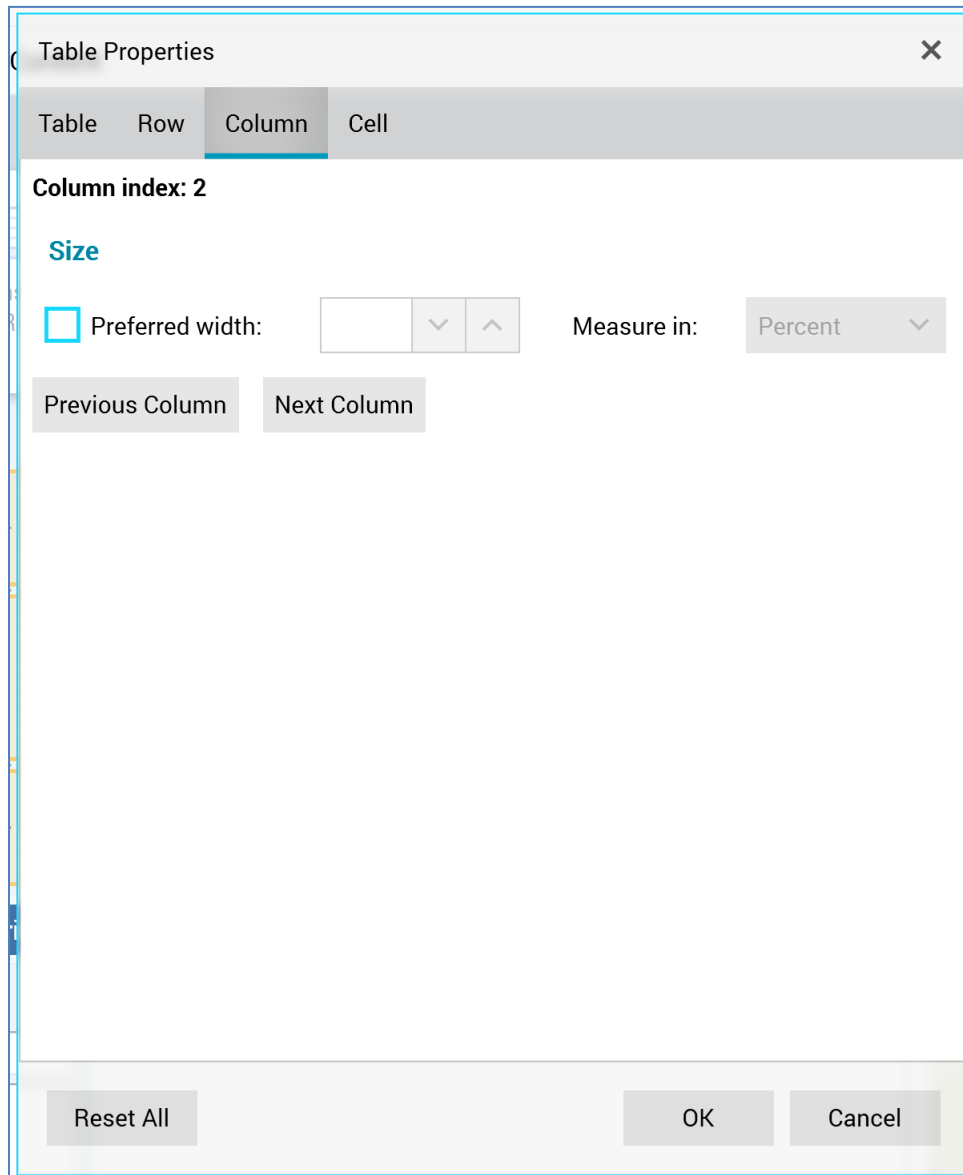 Table Properties
Table Row Column Cell
Column index: 2
Size
Preferred width: Measure in: Percent
Previous Column Next Column
Reset All OK Cancel